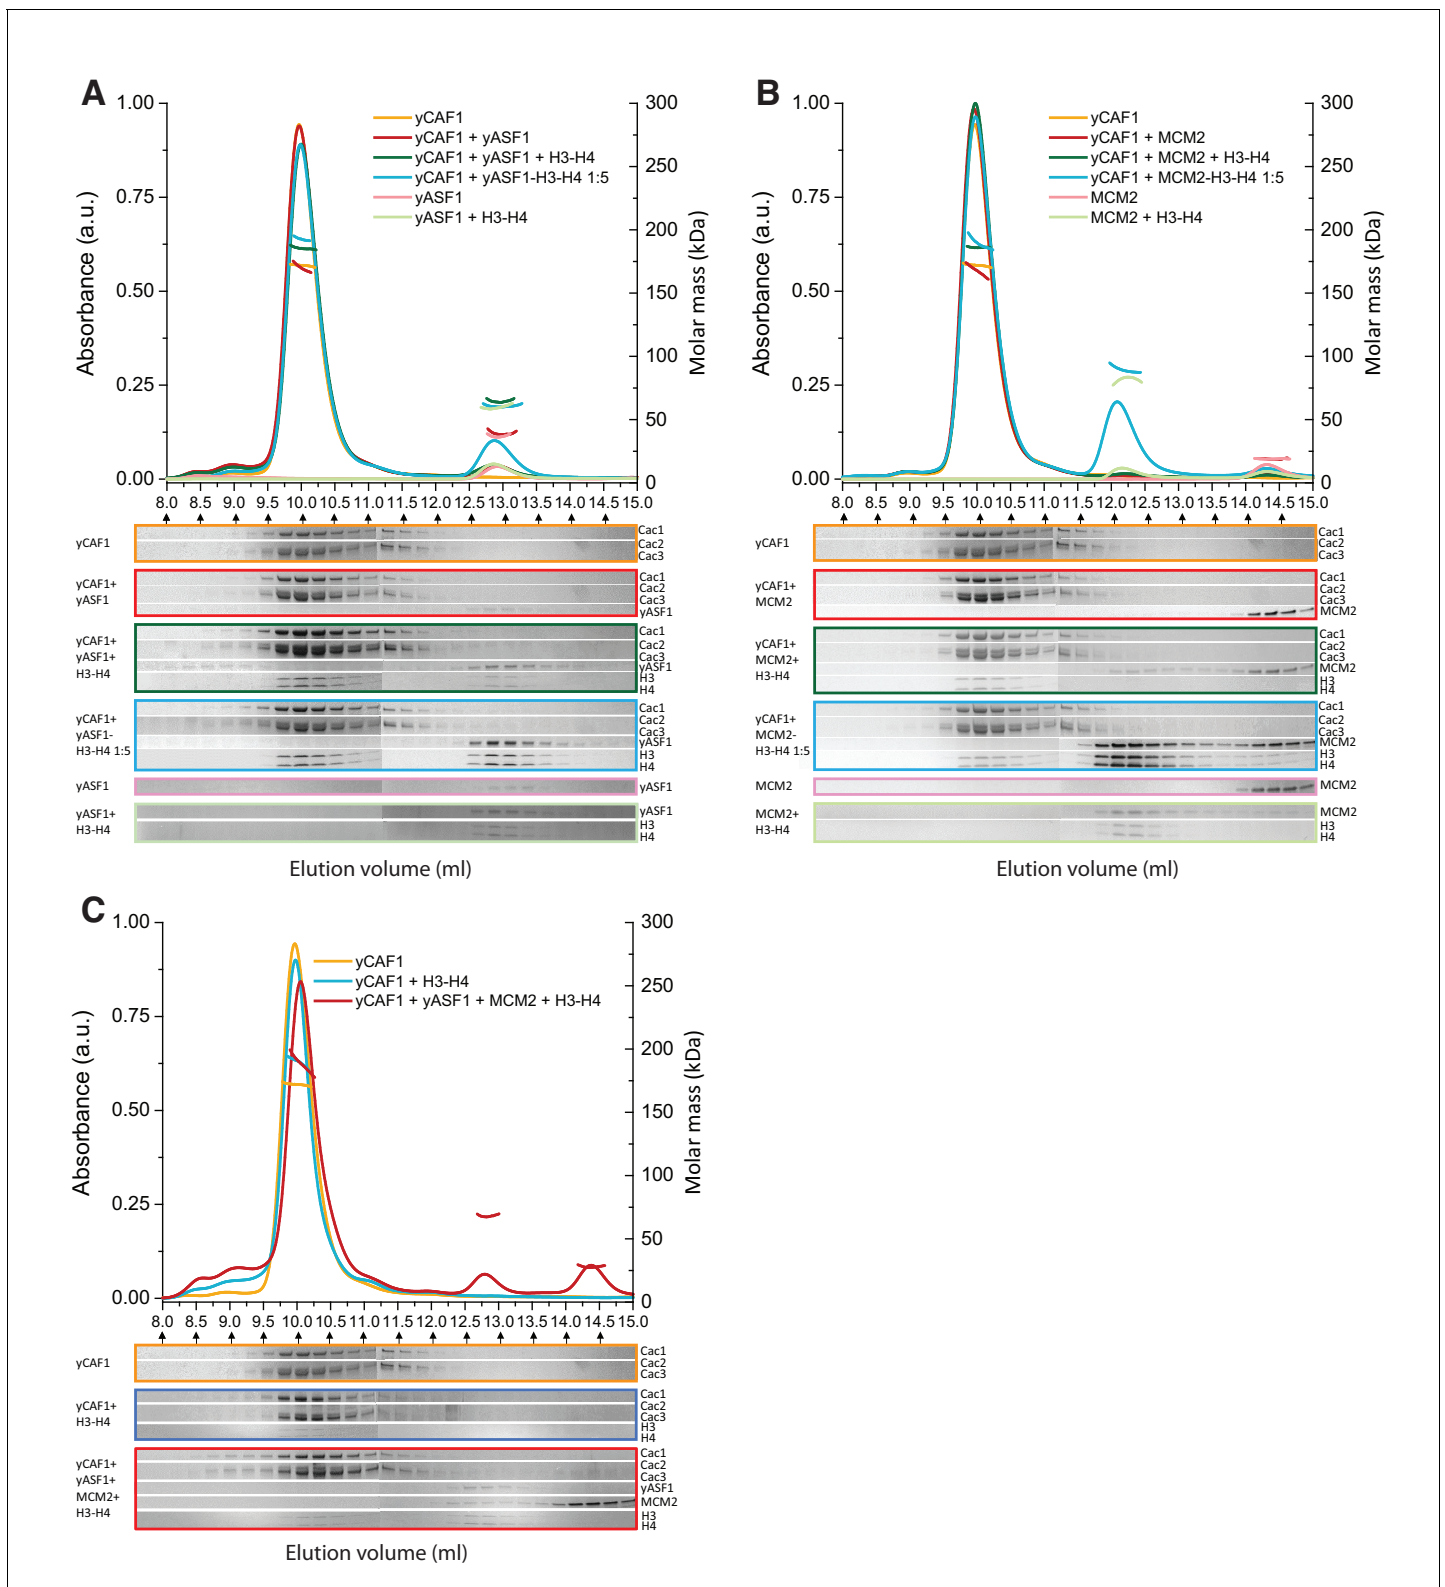 A
1.00
0.75
0.50
0.25
0.00
Absorbance (a.u.)
300
250
200
150
100
50
0
Molar mass (kDa)
yCAF1
yCAF1 + yASF1
yCAF1 + yASF1 + H3-H4
yCAF1 + yASF1-H3-H4 1:5
yASF1
yASF1 + H3-H4
8.0 8.5 9.0 9.5 10.0 10.5 11.0 11.5 12.0 12.5 13.0 13.5 14.0 14.5 15.0
yCAF1
Cac1
Cac2
Cac3
yCAF1+
yASF1
Cac1
Cac2
Cac3
yASF1
yCAF1+
yASF1+
H3-H4
Cac1
Cac2
Cac3
yASF1
H3
H4
yCAF1+
yASF1-
H3-H4 1:5
Cac1
Cac2
Cac3
yASF1
H3
H4
yASF1
yASF1
yASF1+
H3-H4
yASF1
H3
H4
Elution volume (ml)
B
1.00
0.75
0.50
0.25
0.00
Absorbance (a.u.)
300
250
200
150
100
50
0
Molar mass (kDa)
yCAF1
yCAF1 + MCM2
yCAF1 + MCM2 + H3-H4
yCAF1 + MCM2-H3-H4 1:5
MCM2
MCM2 + H3-H4
8.0 8.5 9.0 9.5 10.0 10.5 11.0 11.5 12.0 12.5 13.0 13.5 14.0 14.5 15.0
yCAF1
Cac1
Cac2
Cac3
yCAF1+
MCM2
Cac1
Cac2
Cac3
MCM2
yCAF1+
MCM2+
H3-H4
Cac1
Cac2
Cac3
MCM2
H3
H4
yCAF1+
MCM2-
H3-H4 1:5
Cac1
Cac2
Cac3
MCM2
H3
H4
MCM2
MCM2
MCM2+
H3-H4
MCM2
H3
H4
Elution volume (ml)
C
1.00
0.75
0.50
0.25
0.00
Absorbance (a.u.)
300
250
200
150
100
50
0
Molar mass (kDa)
yCAF1
yCAF1 + H3-H4
yCAF1 + yASF1 + MCM2 + H3-H4
8.0 8.5 9.0 9.5 10.0 10.5 11.0 11.5 12.0 12.5 13.0 13.5 14.0 14.5 15.0
yCAF1
Cac1
Cac2
Cac3
yCAF1+
H3-H4
Cac1
Cac2
Cac3
H3
H4
yCAF1+
yASF1+
MCM2+
H3-H4
Cac1
Cac2
Cac3
yASF1
MCM2
H3
H4
Elution volume (ml)